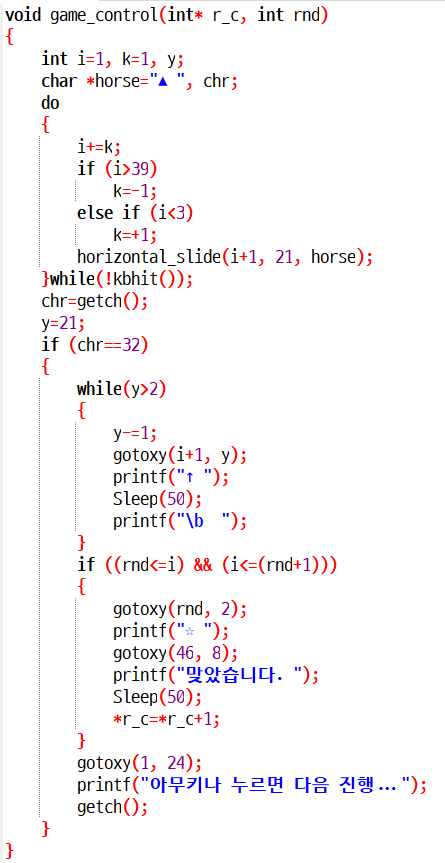 void game_control(int* r_c, int rnd)
{
    int i=1, k=1, y;
    char *horse="▲ ", chr;
    do
    {
        i+=k;
        if (i>39)
            k=-1;
        else if (i<3)
            k=+1;
        horizontal_slide(i+1, 21, horse);
    }while(!kbhit());
    chr=getch();
    y=21;
    if (chr==32)
    {
        while(y>2)
        {
            y-=1;
            gotoxy(i+1, y);
            printf("↑ ");
            Sleep(50);
            printf("\b  ");
        }
        if ((rnd<=i) && (i<=(rnd+1)))
        {
            gotoxy(rnd, 2);
            printf("☆ ");
            gotoxy(46, 8);
            printf("맞았습니다. ");
            Sleep(50);
            *r_c=*r_c+1;
        }
        gotoxy(1, 24);
        printf("아무키나 누르면 다음 진행...");
        getch();
    }
}